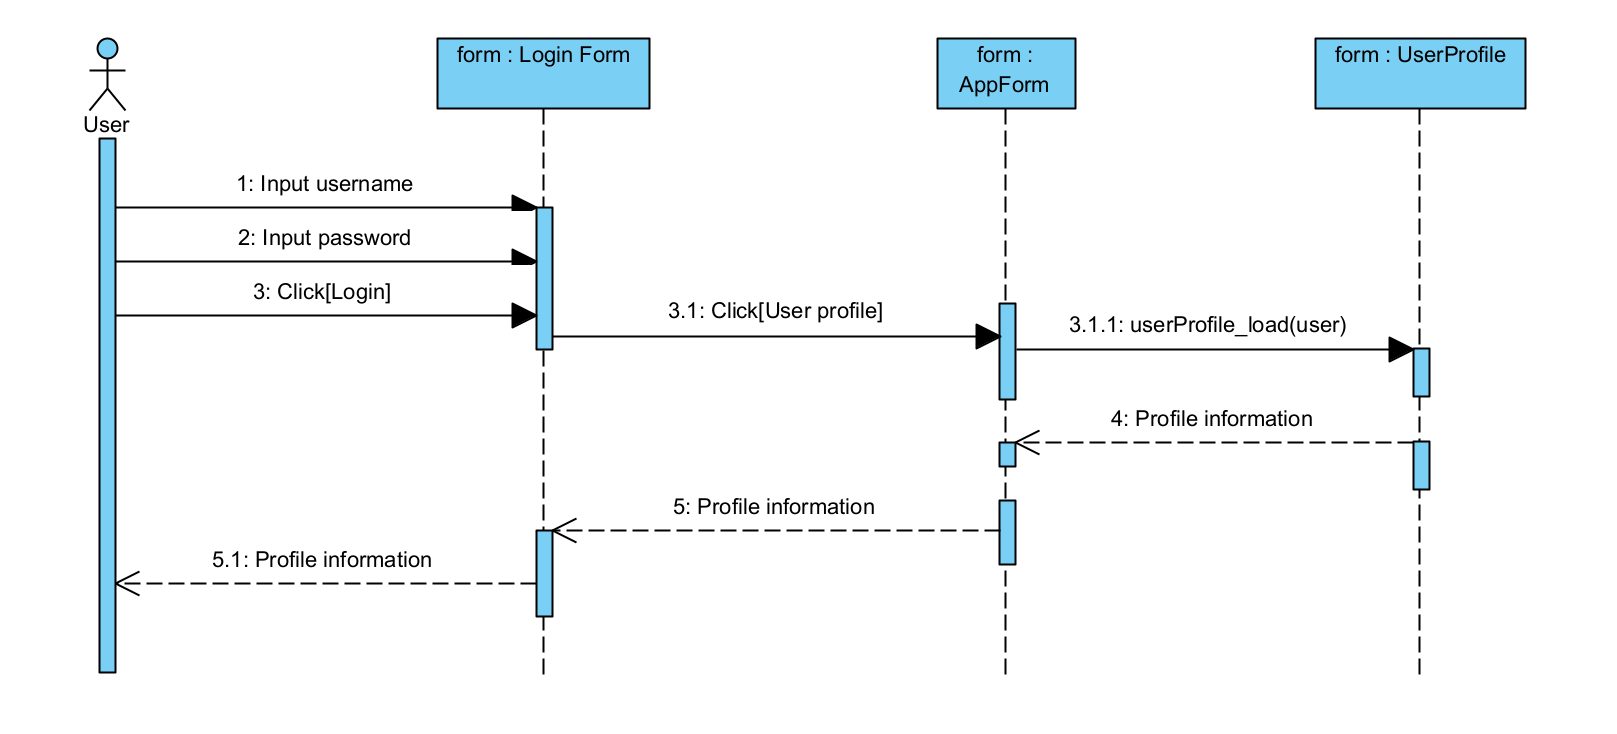 User
form : Login Form
form :
AppForm
form : UserProfile
1: Input username
2: Input password
3: Click[Login]
3.1: Click[User profile]
3.1.1: userProfile_load(user)
4: Profile information
5: Profile information
5.1: Profile information